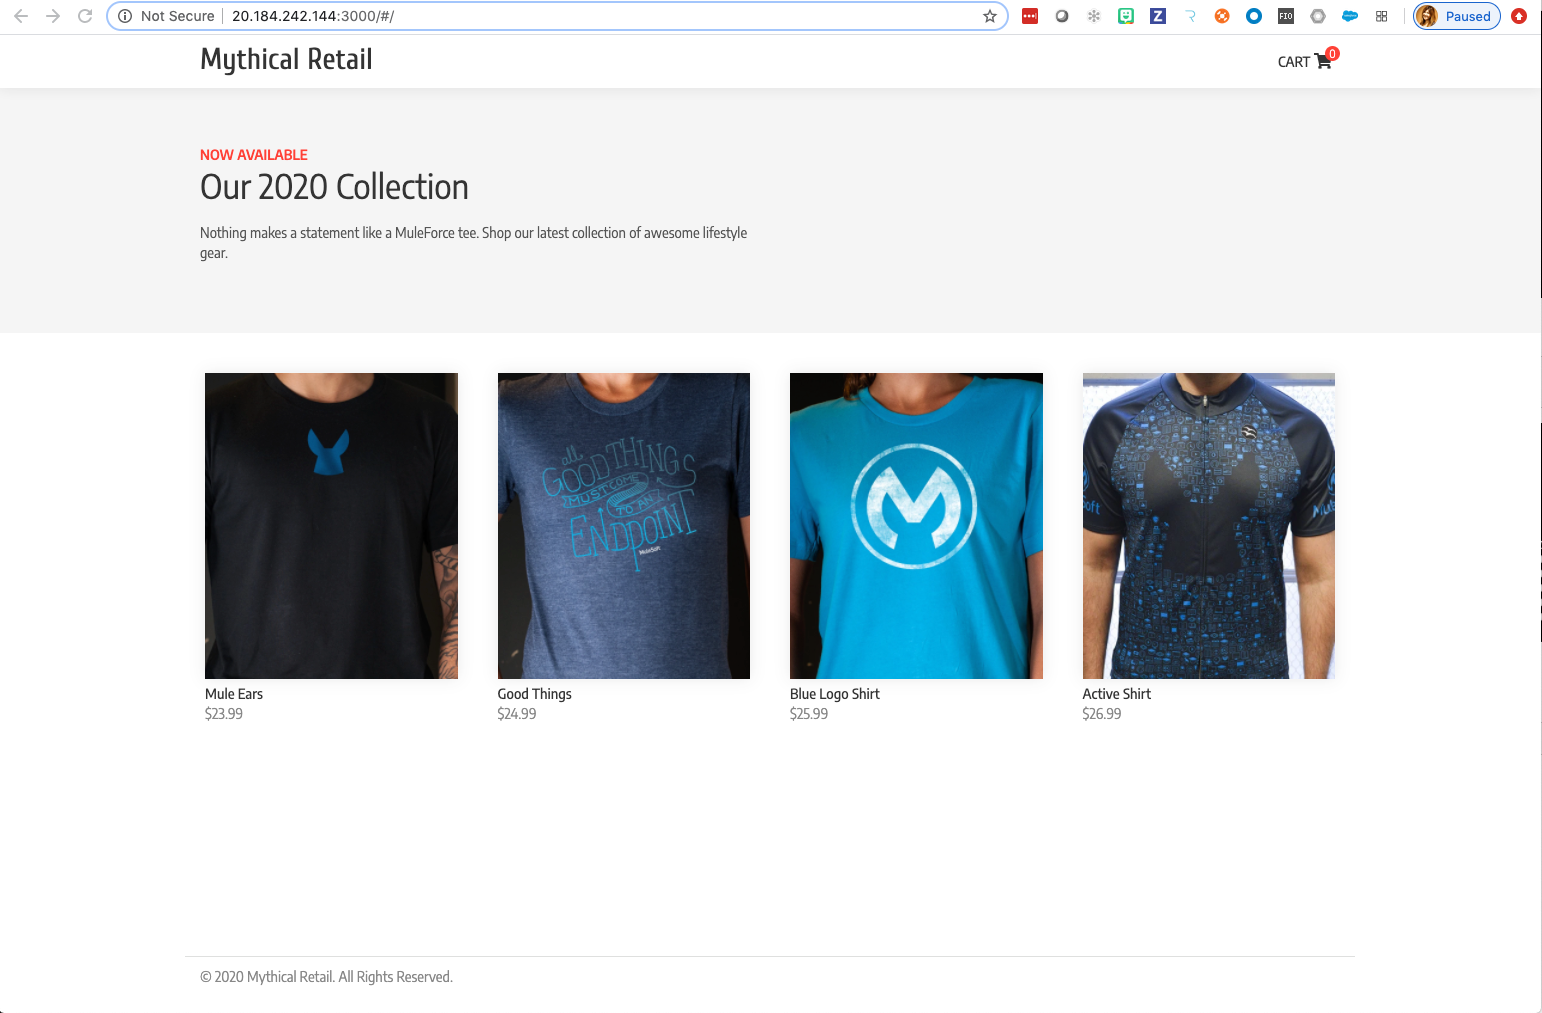 Not Secure 20.184.242.144:3000/#/
FIO
Paused
Mythical Retail
CART 0
NOW AVAILABLE
Our 2020 Collection
Nothing makes a statement like a MuleForce tee. Shop our latest collection of awesome lifestyle
gear.
all
GOOD THINGS
MUST COME
TO AN
ENDPOINT
MuleSoft
Mule Ears
$23.99
Good Things
$24.99
Blue Logo Shirt
$25.99
Active Shirt
$26.99
© 2020 Mythical Retail. All Rights Reserved.